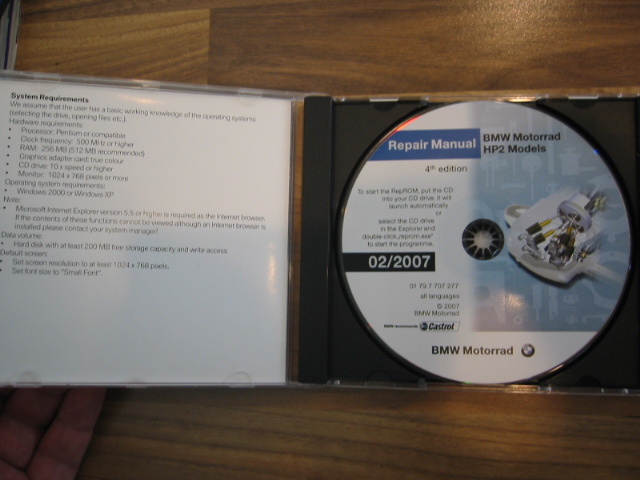 System Requirements
We assume that the user has a basic working knowledge of the operating systems
(selecting the drive, opening files etc.)
Hardware requirements:
• Processor: Pentium or compatible
• Clock frequency: 500 MHz or higher
• RAM: 256 MB (512 MB recommended)
• Graphics adapter card: true colour
• CD drive: 10 x speed or higher
• Monitor: 1024 x 768 pixels or more
Operating system requirements:
• Windows 2000 or Windows XP
Note:
• Microsoft Internet Explorer version 5.5 or higher is required as the Internet browser.
If the contents of these functions cannot be viewed although an Internet browser is
installed please contact your system manager!
Data volume:
• Hard disk with at least 200 MB free storage capacity and write access
Default screen:
• Set screen resolution to at least 1024 x 768 pixels.
• Set font size to "Small Font".
Repair Manual
BMW Motorrad
HP2 Models
4th edition
To start the RepROM, put the CD
into your CD drive. It will
launch automatically
or
select the CD drive
in the Explorer and
double-click „reprom.exe"
to start the programme.
02/2007
01 79 7 707 277
all languages
© 2007
BMW Motorrad
BMW recommends Castrol
BMW Motorrad